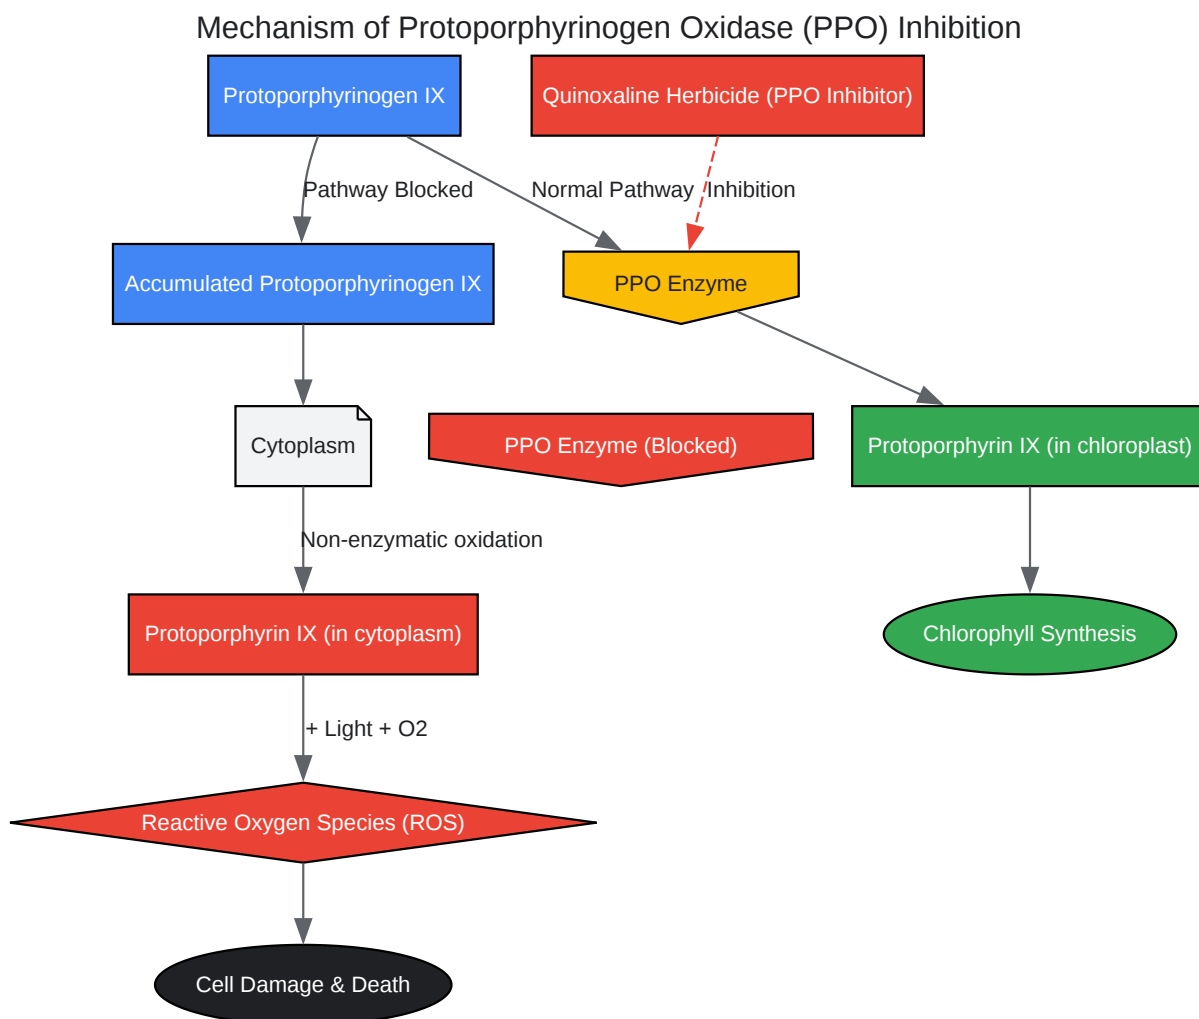 Mechanism of Protoporphyrinogen Oxidase (PPO) Inhibition
Protoporphyrinogen IX
Quinoxaline Herbicide (PPO Inhibitor)
Pathway Blocked
Normal Pathway
Inhibition
Accumulated Protoporphyrinogen IX
PPO Enzyme
Cytoplasm
PPO Enzyme (Blocked)
Protoporphyrin IX (in chloroplast)
Non-enzymatic oxidation
Protoporphyrin IX (in cytoplasm)
Chlorophyll Synthesis
+ Light + O2
Reactive Oxygen Species (ROS)
Cell Damage & Death